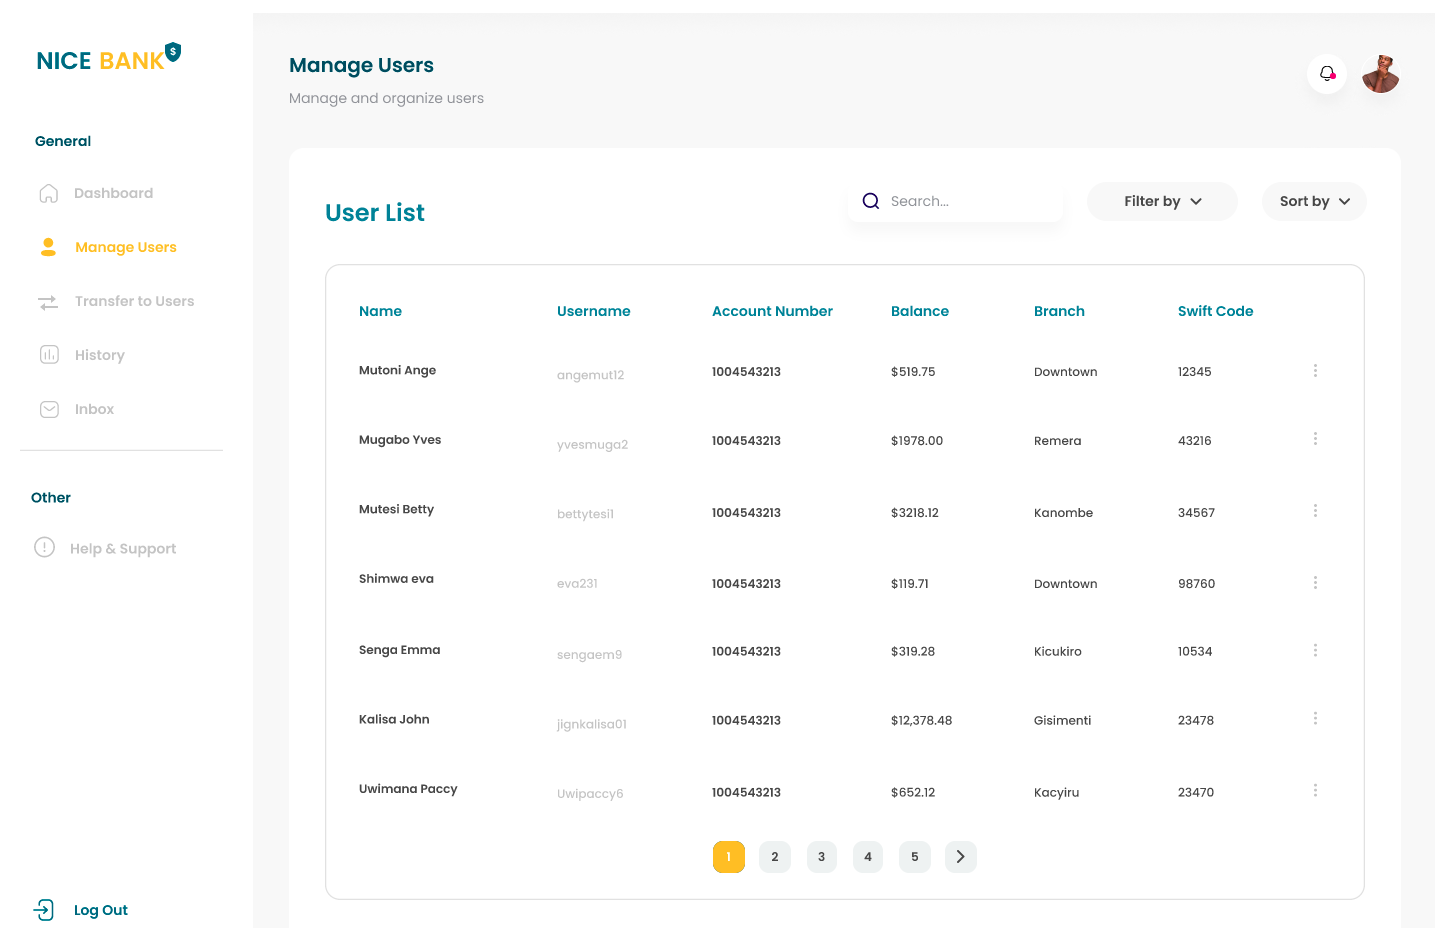 NICE BANK
$
General
Dashboard
Manage Users
Transfer to Users
History
Inbox
Other
Help & Support
Log Out
Manage Users
Manage and organize users
User List
Search...
Filter by
Sort by
Name Username Account Number Balance Branch Swift Code
Mutoni Ange angemut12 1004543213 $519.75 Downtown 12345
Mugabo Yves yvesmuga2 1004543213 $1978.00 Remera 43216
Mutesi Betty bettytesi1 1004543213 $3218.12 Kanombe 34567
Shimwa eva eva231 1004543213 $119.71 Downtown 98760
Senga Emma sengaem9 1004543213 $319.28 Kicukiro 10534
Kalisa John jignkalisa01 1004543213 $12,378.48 Gisimenti 23478
Uwimana Paccy Uwipaccy6 1004543213 $652.12 Kacyiru 23470
1 2 3 4 5